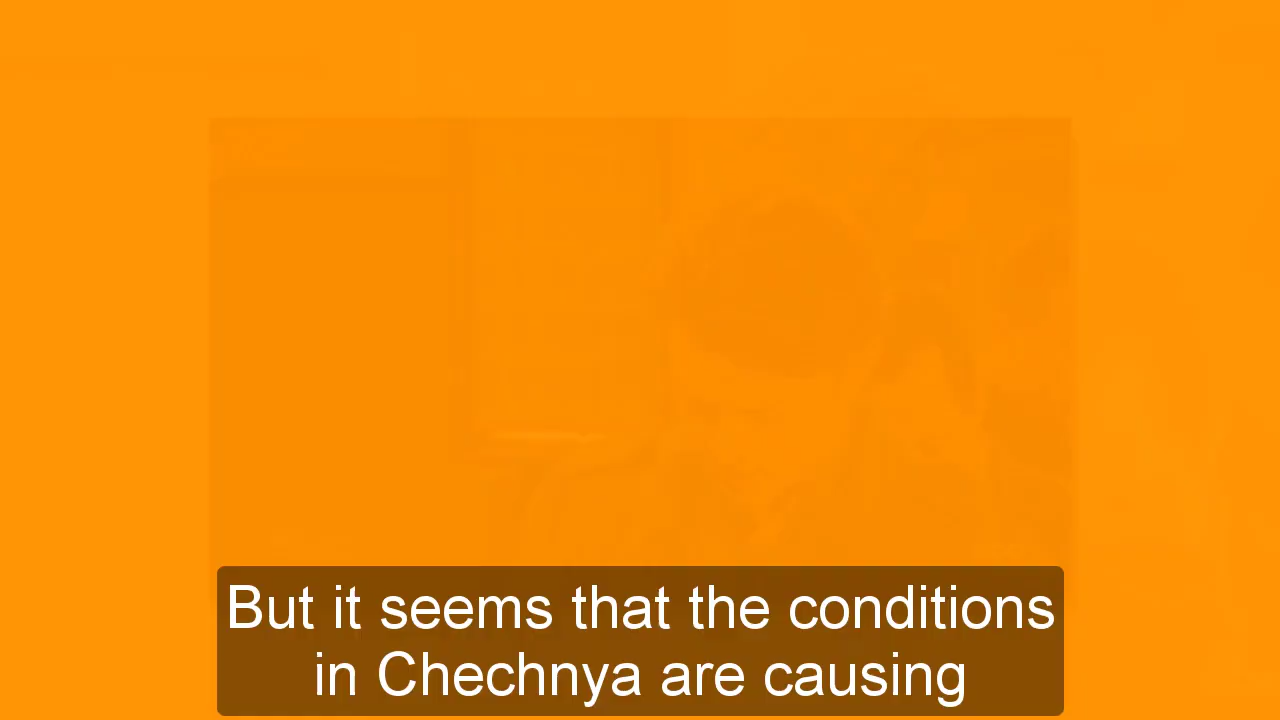 But it seems that the conditions
in Chechnya are causing